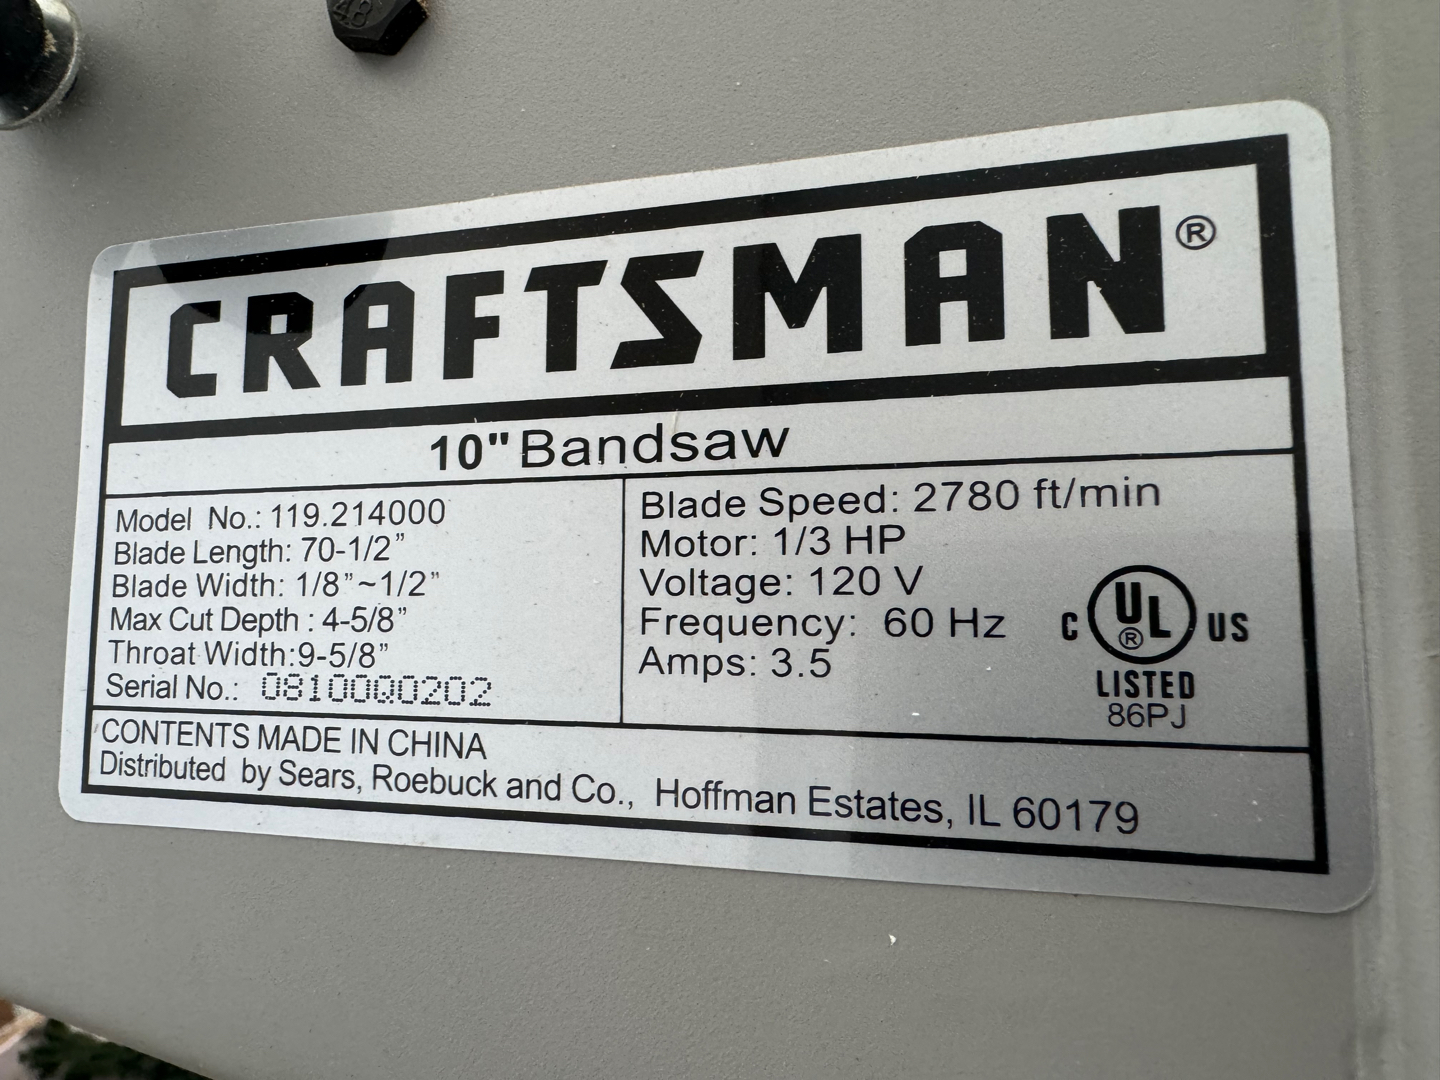 48
CRAFTSMAN®
10" Bandsaw
Model No.: 119.214000
Blade Length: 70-1/2”
Blade Width: 1/8”~1/2”
Max Cut Depth : 4-5/8”
Throat Width:9-5/8”
Serial No.: 08100Q0202
Blade Speed: 2780 ft/min
Motor: 1/3 HP
Voltage: 120 V
Frequency: 60 Hz
Amps: 3.5
C UL® US
LISTED
86PJ
CONTENTS MADE IN CHINA
Distributed by Sears, Roebuck and Co., Hoffman Estates, IL 60179